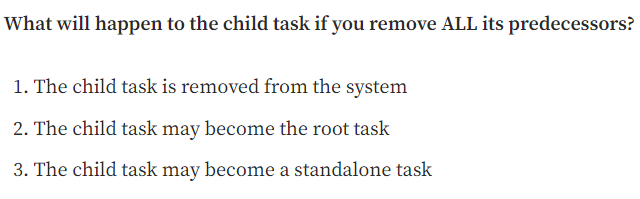 What will happen to the child task if you remove ALL its predecessors?
1. The child task is removed from the system
2. The child task may become the root task
3. The child task may become a standalone task